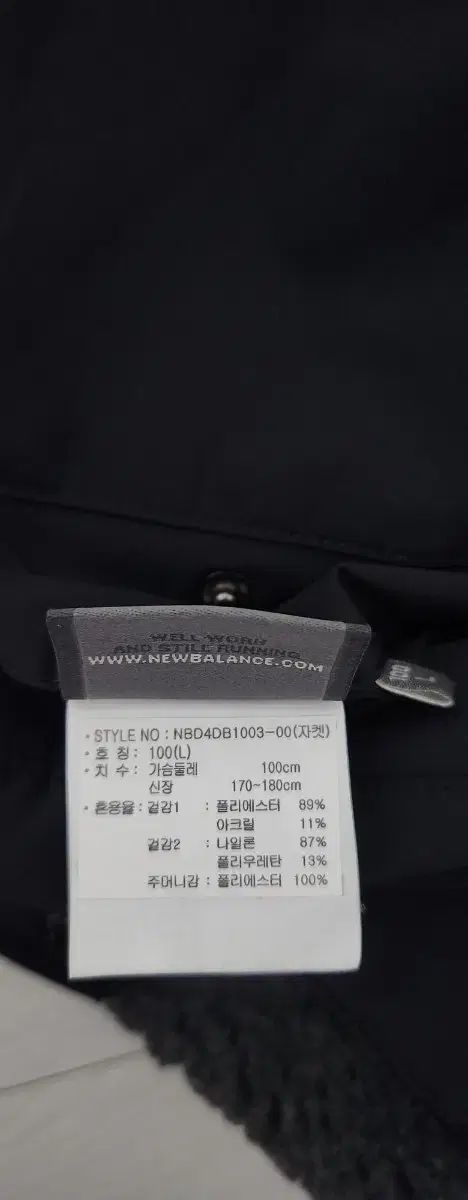 WELL WORN
AND STILL RUNNING
WWW.NEWBALANCE.COM
· STYLE NO : NBD4DB1003-00(자켓)
· 호 칭 : 100(L)
· 치 수 : 가슴둘레 100cm
신장 170~180cm
· 혼용율 : 겉감1 : 폴리에스터 89%
아크릴 11%
겉감2 : 나일론 87%
폴리우레탄 13%
주머니감 : 폴리에스터 100%